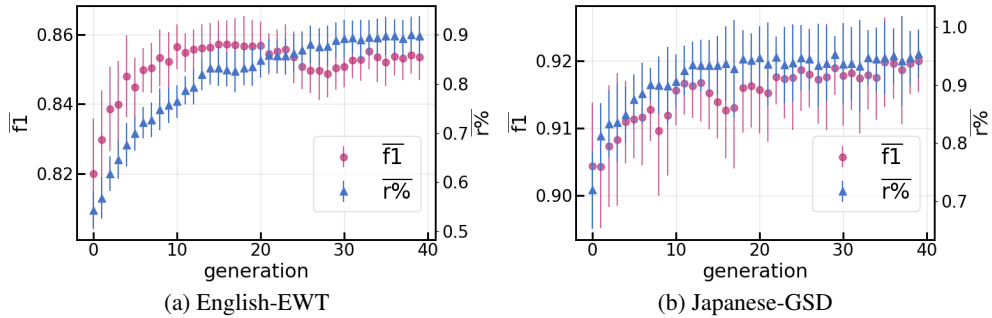 0.86
0.84
0.82
f1
0.9
0.8
0.7
0.6
0.5
r%
f1
r%
0 10 20 30 40
generation
(a) English-EWT
0.92
0.91
0.90
f1
1.0
0.9
0.8
0.7
r%
f1
r%
0 10 20 30 40
generation
(b) Japanese-GSD